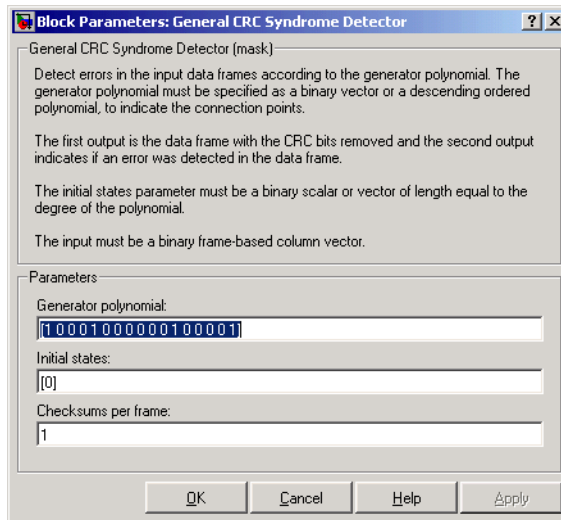 Block Parameters: General CRC Syndrome Detector
General CRC Syndrome Detector (mask)
Detect errors in the input data frames according to the generator polynomial. The
generator polynomial must be specified as a binary vector or a descending ordered
polynomial, to indicate the connection points.
The first output is the data frame with the CRC bits removed and the second output
indicates if an error was detected in the data frame.
The initial states parameter must be a binary scalar or vector of length equal to the
degree of the polynomial.
The input must be a binary frame-based column vector.
Parameters
Generator polynomial:
[1 0 0 0 1 0 0 0 0 0 0 1 0 0 0 0 1]
Initial states:
[0]
Checksums per frame:
1
OK Cancel Help Apply